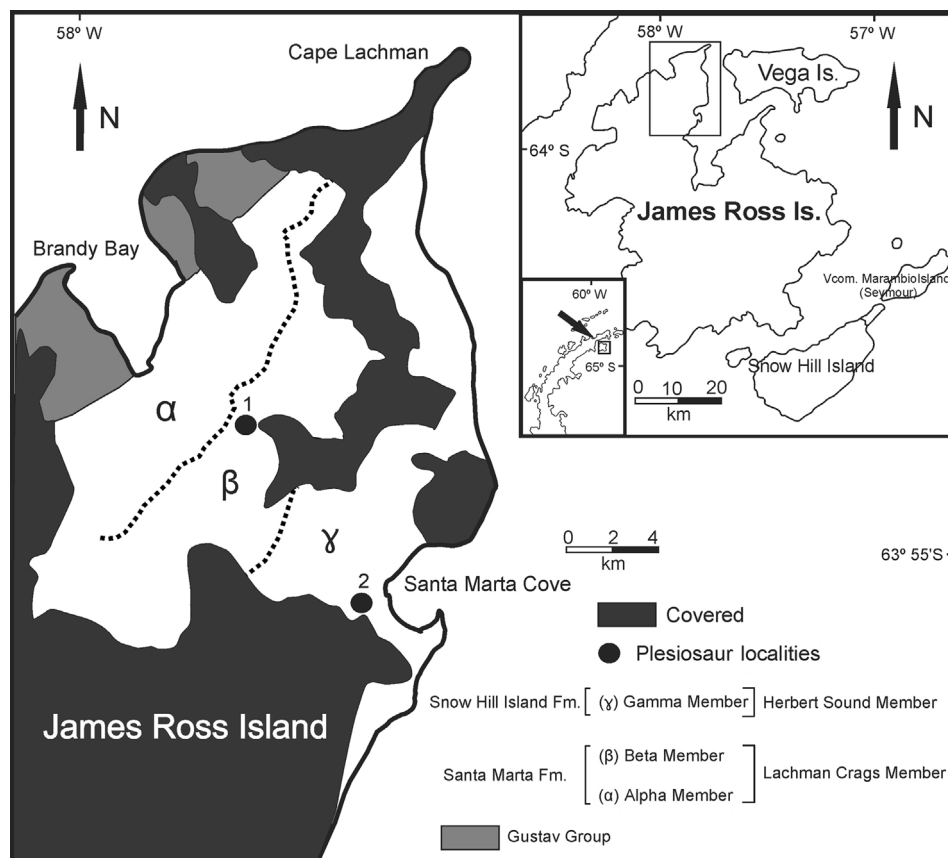 58º W
Cape Lachman
N
Brandy Bay
α
1
β
ɣ
2
Santa Marta Cove
James Ross Island
58º W
57º W
Vega Is.
N
64º S
James Ross Is.
Vcom. MarambioIsland
(Seymour)
60º W
65º S
Snow Hill Island
0 10 20
km
0 2 4
km
63º 55'S
Covered
Plesiosaur localities
Snow Hill Island Fm. (ɣ) Gamma Member Herbert Sound Member
(β) Beta Member
Santa Marta Fm. Lachman Crags Member
(α) Alpha Member
Gustav Group